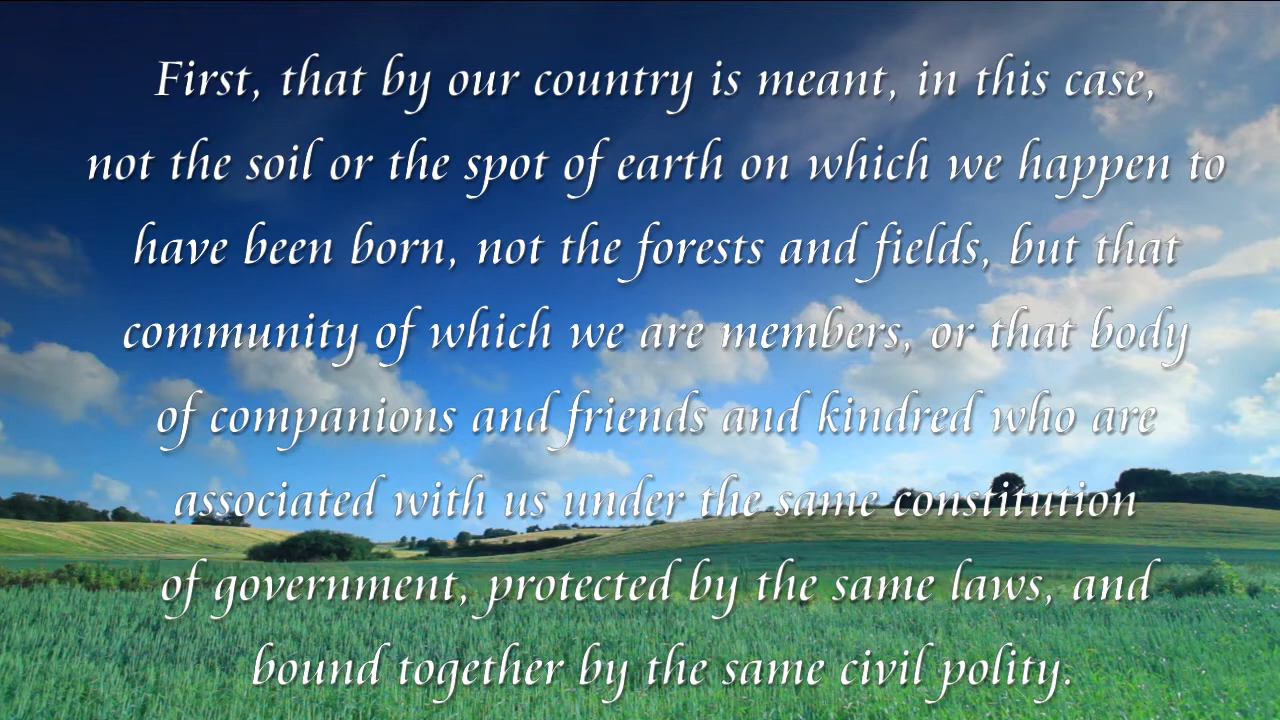 First, that by our country is meant, in this case,
not the soil or the spot of earth on which we happen to
have been born, not the forests and fields, but that
community of which we are members, or that body
of companions and friends and kindred who are
associated with us under the same constitution
of government, protected by the same laws, and
bound together by the same civil polity.